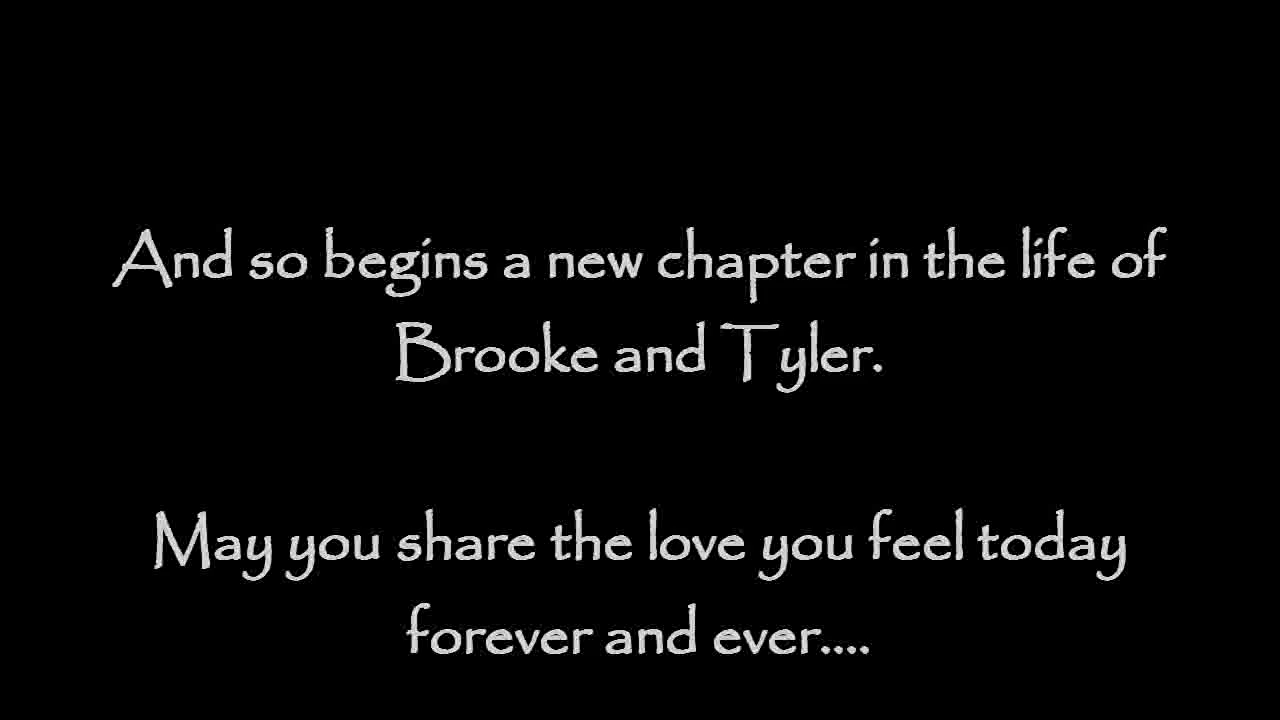 And so begins a new chapter in the life of
Brooke and Tyler.
May you share the love you feel today
forever and ever....